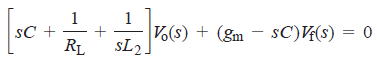 [sC + 1/R_L + 1/sL_2] V_o(s) + (g_m − sC)V_f(s) = 0